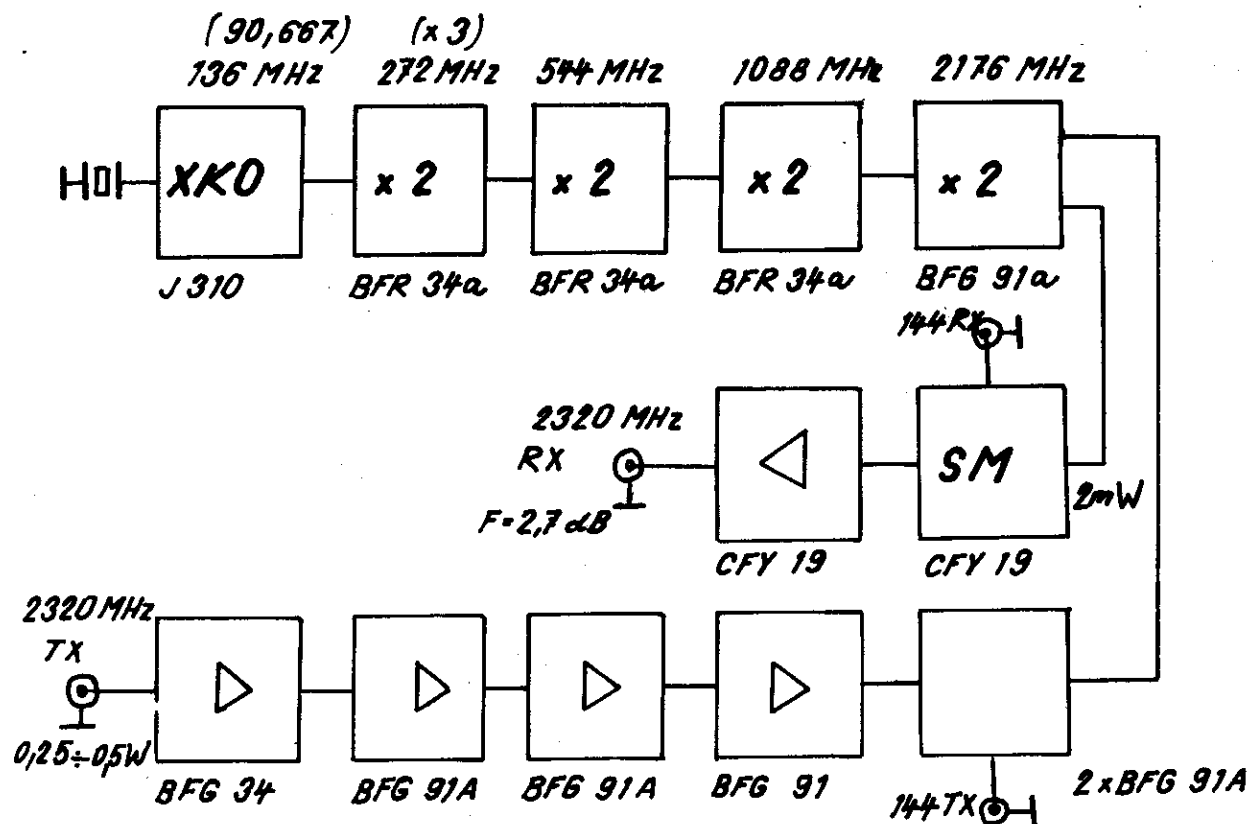 (90,667) (x3)
136 MHz 272 MHz 544 MHz 1088 MHz 2176 MHz
XKO x 2 x 2 x 2 x 2
J 310 BFR 34a BFR 34a BFR 34a BFG 91a
144 RX
2320 MHz
RX SM
2mW
F=2,7 dB
CFY 19 CFY 19
2320 MHz
TX
0,25÷0,5W
BFG 34 BFG 91A BFG 91A BFG 91 2 x BFG 91A
144 TX